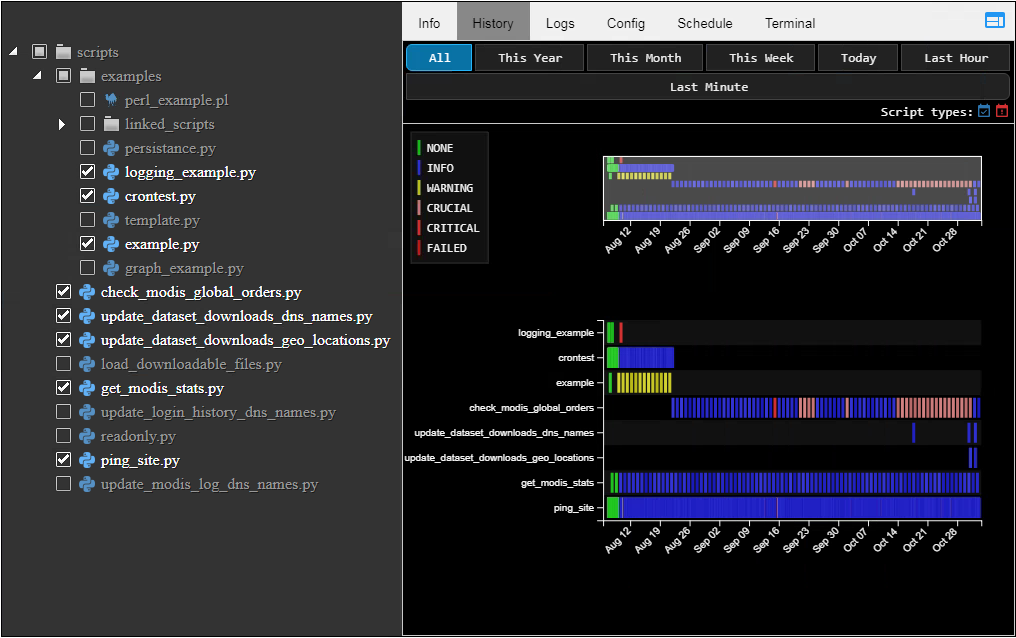 scripts
examples
perl_example.pl
linked_scripts
persistance.py
logging_example.py
crontest.py
template.py
example.py
graph_example.py
check_modis_global_orders.py
update_dataset_downloads_dns_names.py
update_dataset_downloads_geo_locations.py
load_downloadable_files.py
get_modis_stats.py
update_login_history_dns_names.py
readonly.py
ping_site.py
update_modis_log_dns_names.py
Info History Logs Config Schedule Terminal
All This Year This Month This Week Today Last Hour
Last Minute
Script types:
NONE
INFO
WARNING
CRUCIAL
CRITICAL
FAILED
Aug 12 Aug 19 Aug 26 Sep 02 Sep 09 Sep 16 Sep 23 Sep 30 Oct 07 Oct 14 Oct 21 Oct 28
logging_example
crontest
example
check_modis_global_orders
update_dataset_downloads_dns_names
update_dataset_downloads_geo_locations
get_modis_stats
ping_site
Aug 12 Aug 19 Aug 26 Sep 02 Sep 09 Sep 16 Sep 23 Sep 30 Oct 07 Oct 14 Oct 21 Oct 28